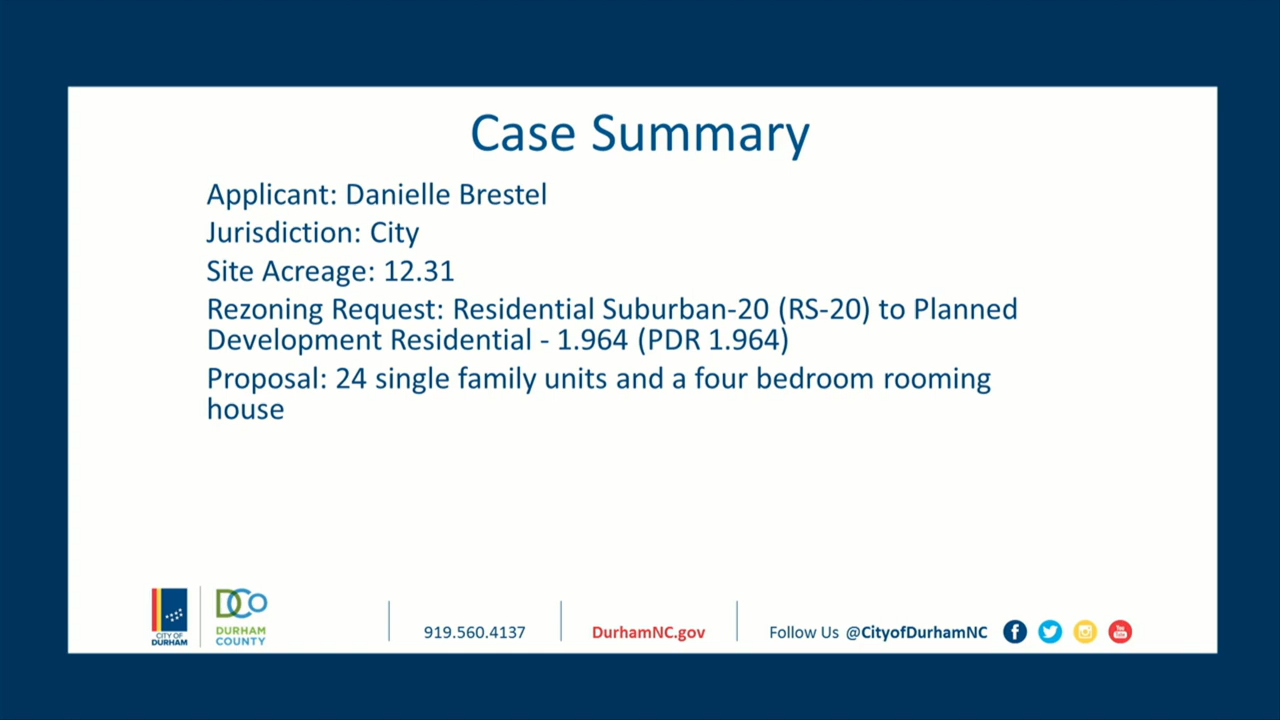 Case Summary
Applicant: Danielle Brestel
Jurisdiction: City
Site Acreage: 12.31
Rezoning Request: Residential Suburban-20 (RS-20) to Planned
Development Residential - 1.964 (PDR 1.964)
Proposal: 24 single family units and a four bedroom rooming
house
CITY OF
DURHAM
DCo
DURHAM
COUNTY
919.560.4137
DurhamNC.gov
Follow Us @CityofDurhamNC
f
You
Tube